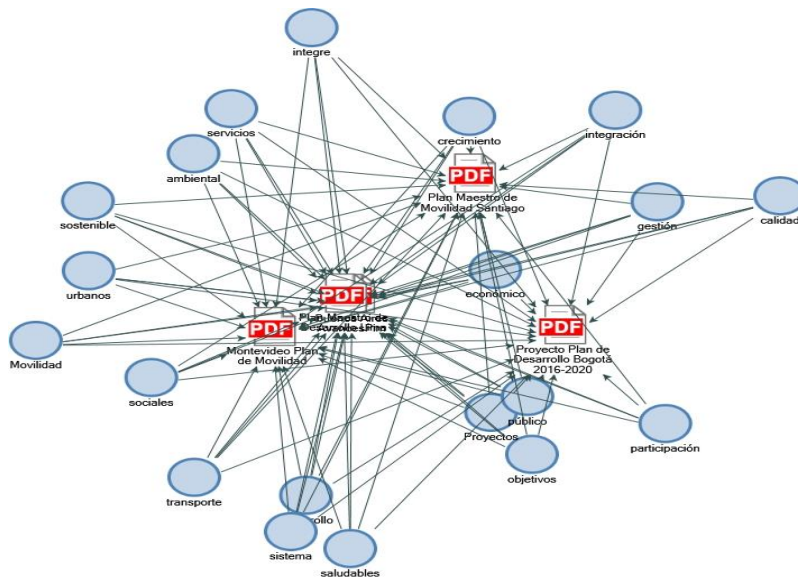 integre
servicios
crecimiento
integración
ambiental
PDF
Plan Maestro de
Movilidad Santiago
sostenible
gestión
calidad
urbanos
económico
PDF
PDF
PDF
Movilidad
Montevideo Plan
de Movilidad
Proyecto Plan de
Desarrollo Bogotá
2016-2020
sociales
Proyectos
público
participación
objetivos
transporte
rollo
sistema
saludables